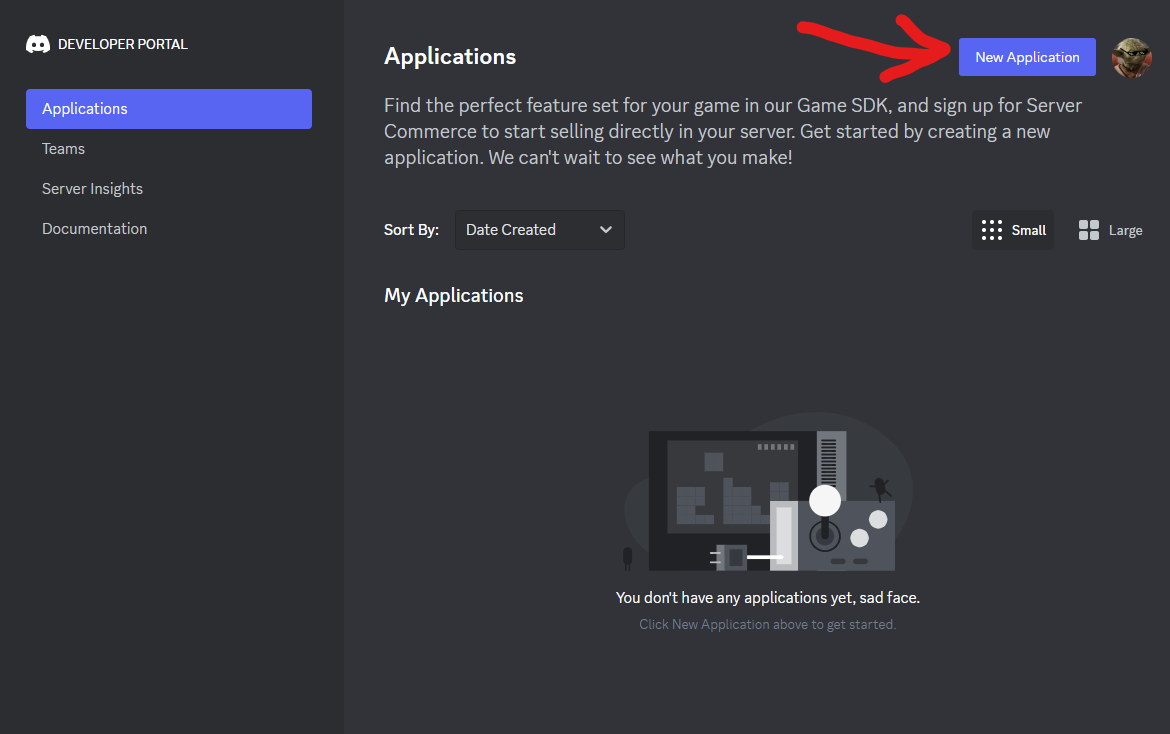 DEVELOPER PORTAL
Applications
Teams
Server Insights
Documentation
Applications
New Application
Find the perfect feature set for your game in our Game SDK, and sign up for Server
Commerce to start selling directly in your server. Get started by creating a new
application. We can't wait to see what you make!
Sort By: Date Created
Small Large
My Applications
You don't have any applications yet, sad face.
Click New Application above to get started.